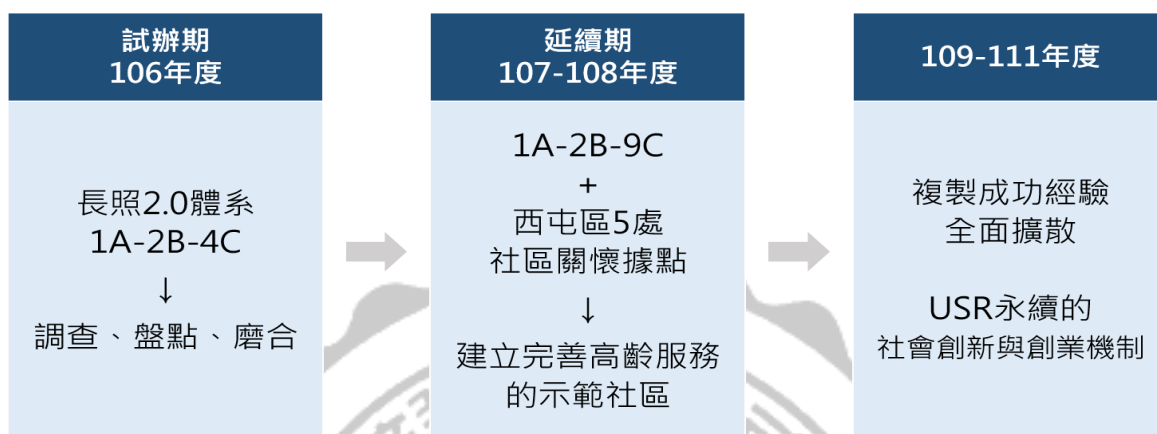 試辦期
106年度
長照2.0體系
1A-2B-4C
↓
調查、盤點、磨合
延續期
107-108年度
1A-2B-9C
+
西屯區5處
社區關懷據點
↓
建立完善高齡服務
的示範社區
109-111年度
複製成功經驗
全面擴散
USR永續的
社會創新與創業機制